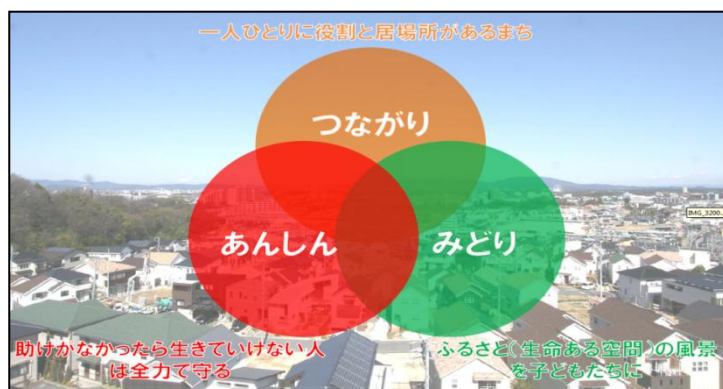 一人ひとりに役割と居場所があるまち
つながり
あんしん
みどり
IMG_3200.
助けがなかったら生きていけない人
は全力で守る
ふるさと(生命ある空間)の風景
を子どもたちに